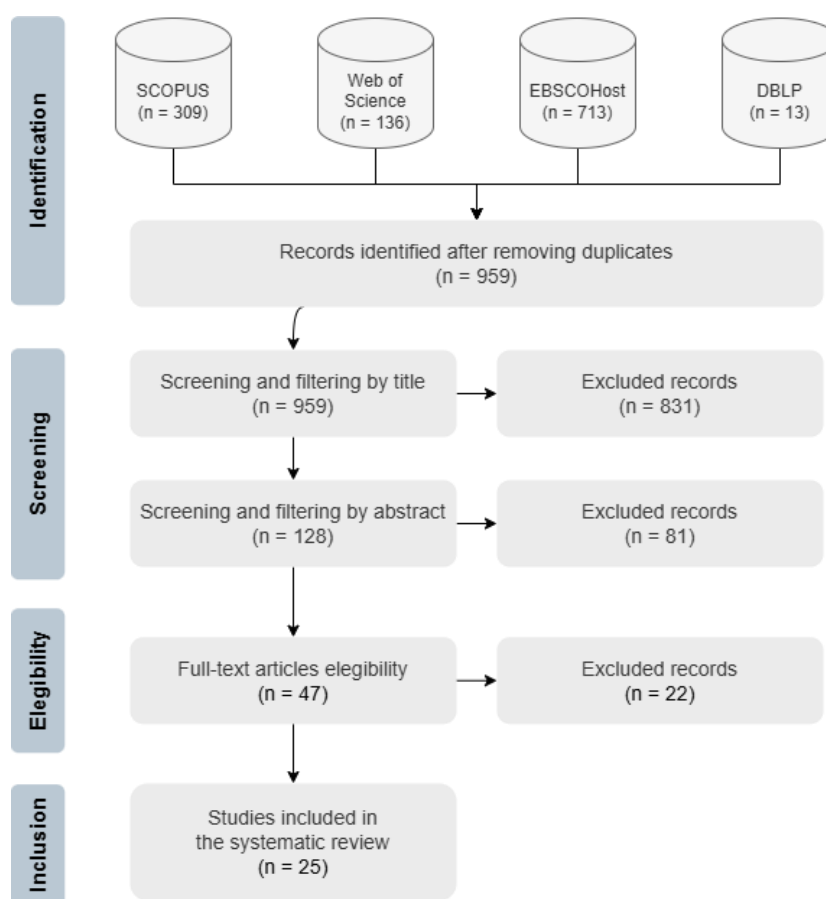 Identification
SCOPUS
(n = 309)
Web of
Science
(n = 136)
EBSCOHost
(n = 713)
DBLP
(n = 13)
Records identified after removing duplicates
(n = 959)
Screening
Screening and filtering by title
(n = 959)
Excluded records
(n = 831)
Screening and filtering by abstract
(n = 128)
Excluded records
(n = 81)
Elegibility
Full-text articles elegibility
(n = 47)
Excluded records
(n = 22)
Inclusion
Studies included in
the systematic review
(n = 25)